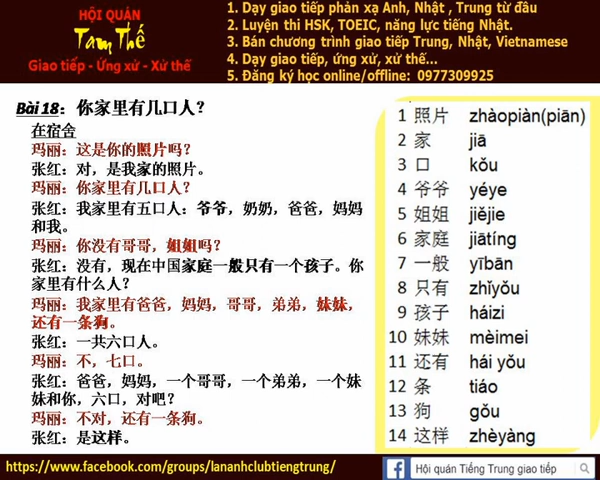 HỘI QUÁN
Tam Thế
Giao tiếp - Ứng xử - Xử thế
1. Dạy giao tiếp phản xạ Anh, Nhật , Trung từ đầu
2. Luyện thi HSK, TOEIC, năng lực tiếng Nhật.
3. Bán chương trình giao tiếp Trung, Nhật, Vietnamese
4. Dạy giao tiếp, ứng xử, xử thế...
5. Đăng ký học online/offline: 0977309925
Bài 18: 你家里有几口人?
在宿舍
玛丽: 这是你的照片吗?
张红: 对, 是我家的照片。
玛丽: 你家里有几口人?
张红: 我家里有五口人: 爷爷, 奶奶, 爸爸, 妈妈
和我。
玛丽: 你没有哥哥, 姐姐吗?
张红: 没有, 现在中国家庭一般只有一个孩子。你
家里有什么人?
玛丽: 我家里有爸爸, 妈妈, 哥哥, 弟弟, 妹妹,
还有一条狗。
张红: 一共六口人。
玛丽: 不, 七口。
张红: 爸爸, 妈妈, 一个哥哥, 一个弟弟, 一个妹
妹和你, 六口, 对吧?
玛丽: 不对, 还有一条狗。
张红: 是这样。
1 照片 zhàopiàn(piān)
2 家 jiā
3 口 kǒu
4 爷爷 yéye
5 姐姐 jiějie
6 家庭 jiātíng
7 一般 yībān
8 只有 zhǐyǒu
9 孩子 háizi
10 妹妹 mèimei
11 还有 hái yǒu
12 条 tiáo
13 狗 gǒu
14 这样 zhèyàng
https://www.facebook.com/groups/lananhclubtiengtrung/
f Hội quán Tiếng Trung giao tiếp